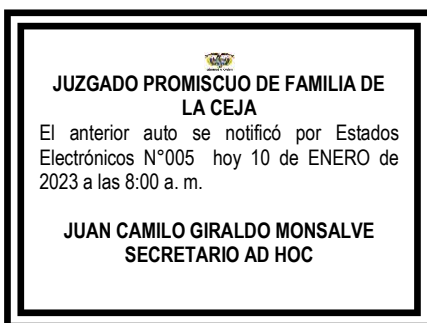 JUZGADO PROMISCUO DE FAMILIA DE
LA CEJA
El anterior auto se notificó por Estados
Electrónicos N°005 hoy 10 de ENERO de
2023 a las 8:00 a. m.
JUAN CAMILO GIRALDO MONSALVE
SECRETARIO AD HOC